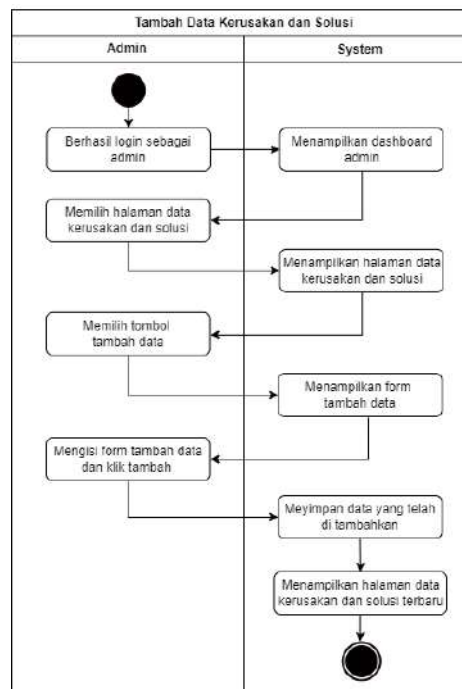 Tambah Data Kerusakan dan Solusi
Admin
System
Berhasil login sebagai
admin
Menampilkan dashboard
admin
Memilih halaman data
kerusakan dan solusi
Menampilkan halaman data
kerusakan dan solusi
Memilih tombol
tambah data
Menampilkan form
tambah data
Mengisi form tambah data
dan klik tambah
Meyimpan data yang telah
di tambahkan
Menampilkan halaman data
kerusakan dan solusi terbaru